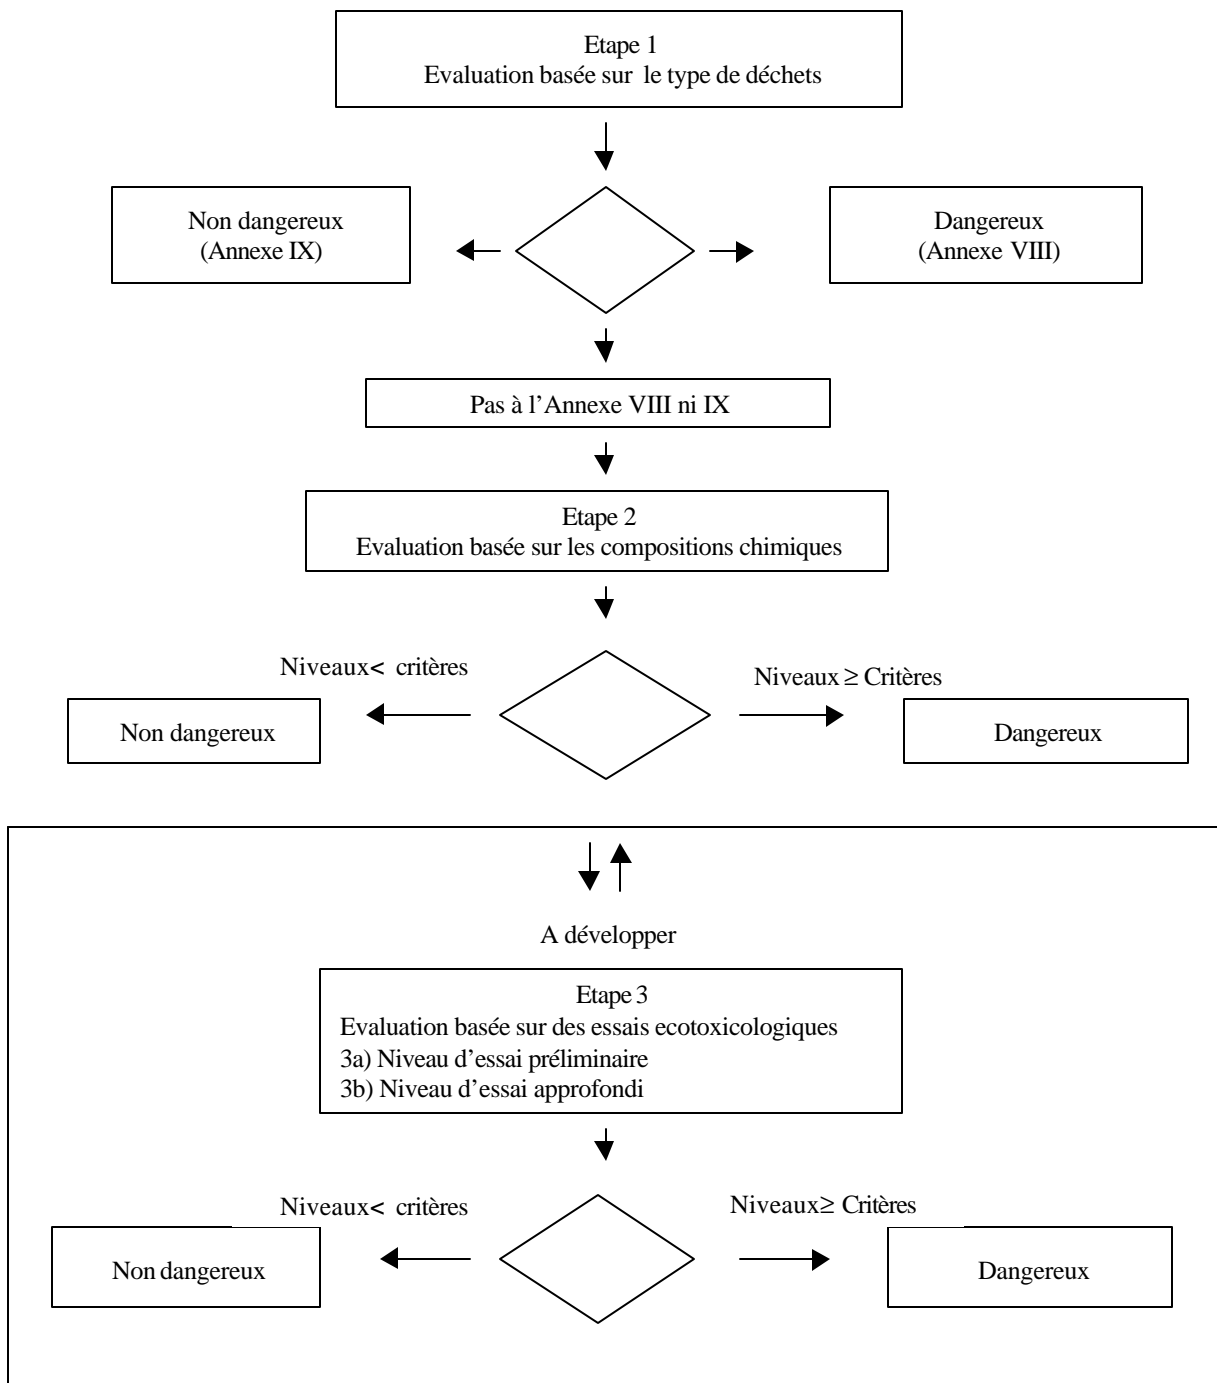 Etape 1
Evaluation basée sur le type de déchets
Non dangereux
(Annexe IX)
Dangereux
(Annexe VIII)
Pas à l’Annexe VIII ni IX
Etape 2
Evaluation basée sur les compositions chimiques
Niveaux< critères
Niveaux ≥ Critères
Non dangereux
Dangereux
A développer
Etape 3
Evaluation basée sur des essais ecotoxicologiques
3a) Niveau d’essai préliminaire
3b) Niveau d’essai approfondi
Niveaux< critères
Niveaux≥ Critères
Non dangereux
Dangereux